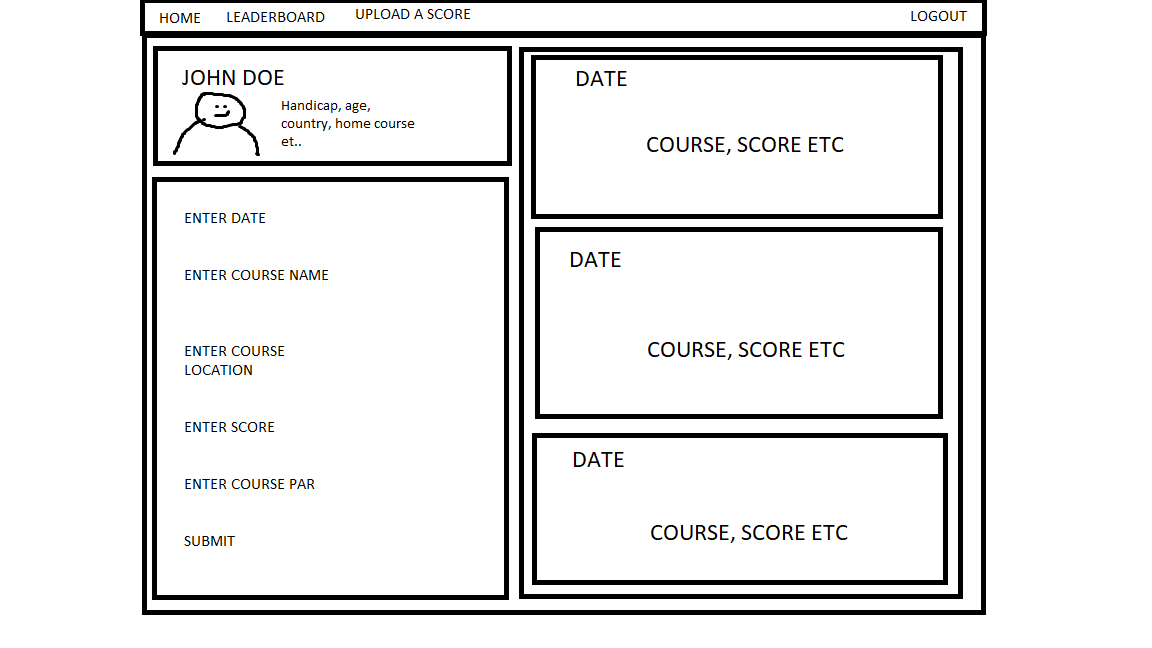 HOME LEADERBOARD UPLOAD A SCORE LOGOUT
JOHN DOE
Handicap, age,
country, home course
et..
ENTER DATE
ENTER COURSE NAME
ENTER COURSE
LOCATION
ENTER SCORE
ENTER COURSE PAR
SUBMIT
DATE
COURSE, SCORE ETC
DATE
COURSE, SCORE ETC
DATE
COURSE, SCORE ETC